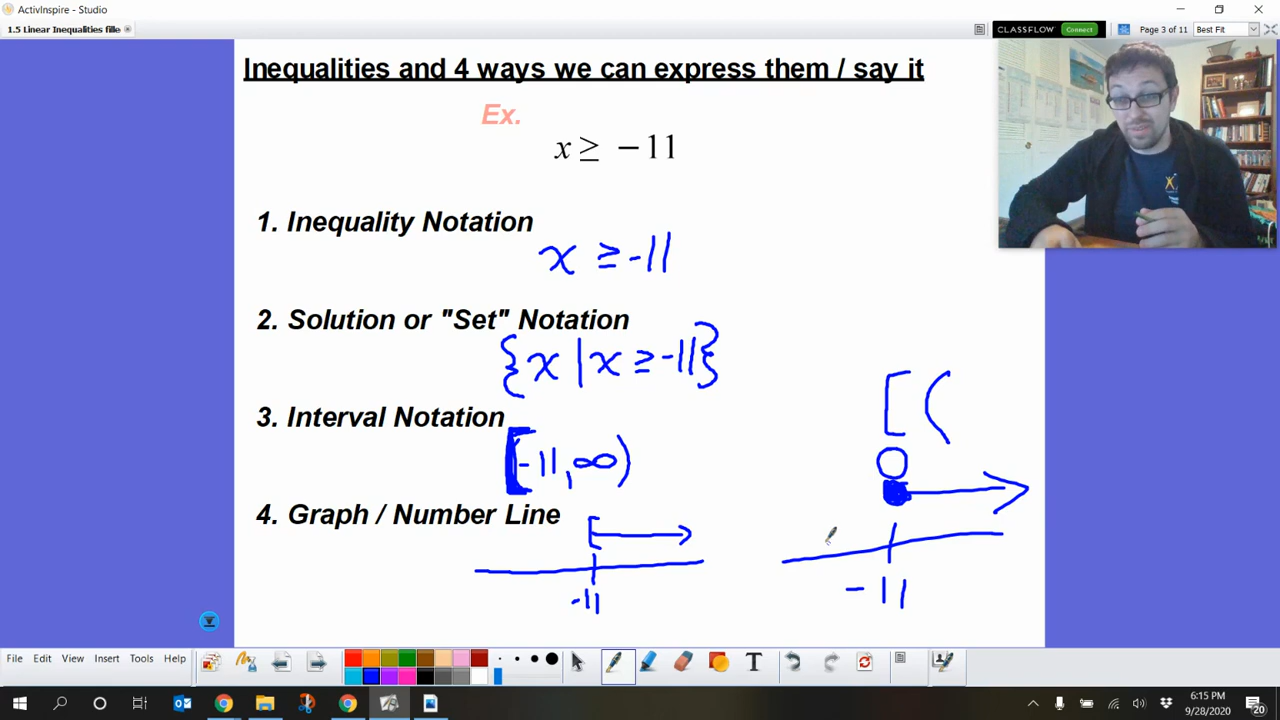 ActivInspire - Studio
1.5 Linear Inequalities fille
CLASSFLOW Connect Page 3 of 11 Best Fit
Inequalities and 4 ways we can express them / say it
Ex.
x ≥ −11
1. Inequality Notation
x ≥ -11
2. Solution or "Set" Notation
{x | x ≥ -11}
3. Interval Notation
[-11, ∞)
[ (
4. Graph / Number Line
-11
-11
File Edit View Insert Tools Help
T
6:15 PM
9/28/2020
20